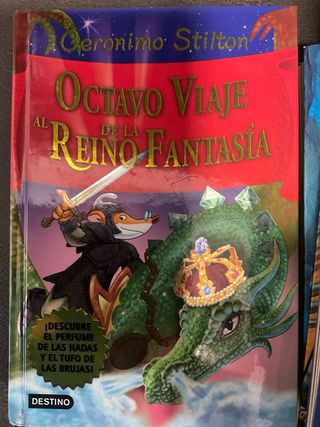 Geronimo Stilton
OCTAVO VIAJE
AL REINO DE LA FANTASÍA
¡DESCUBRE
EL PERFUME
DE LAS HADAS
Y EL TUFO DE
LAS BRUJAS!
DESTINO